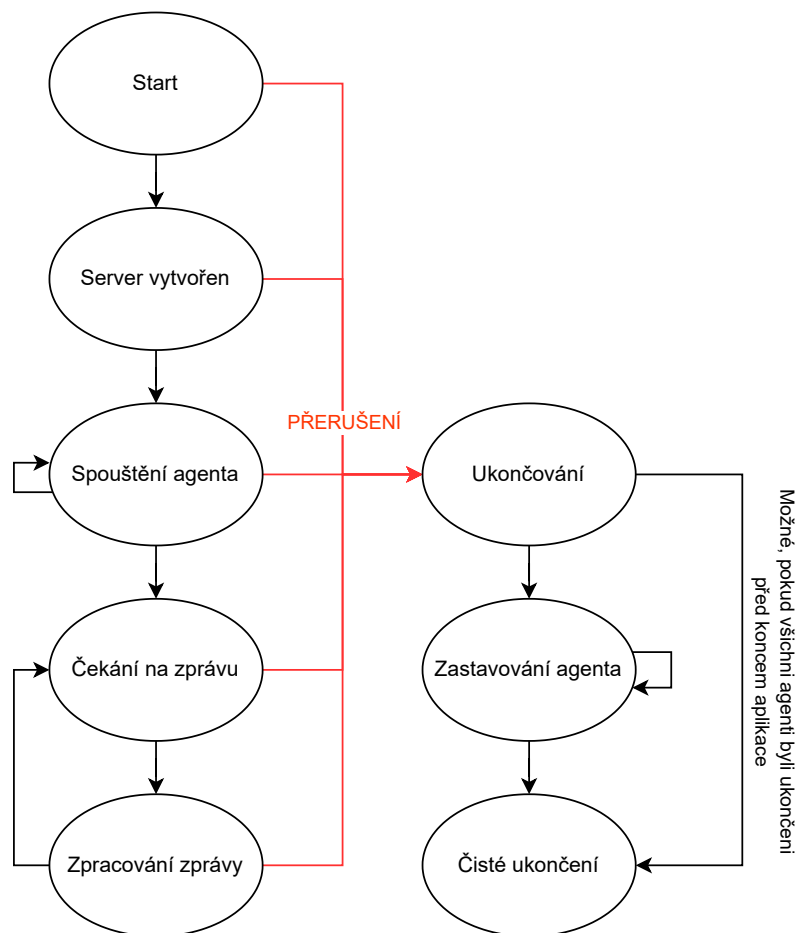 Start
Server vytvořen
PŘERUŠENÍ
Spouštění agenta
Ukončování
Čekání na zprávu
Zastavování agenta
Zpracování zprávy
Čisté ukončení
Možné, pokud všichni agenti byli ukončeni
před koncem aplikace